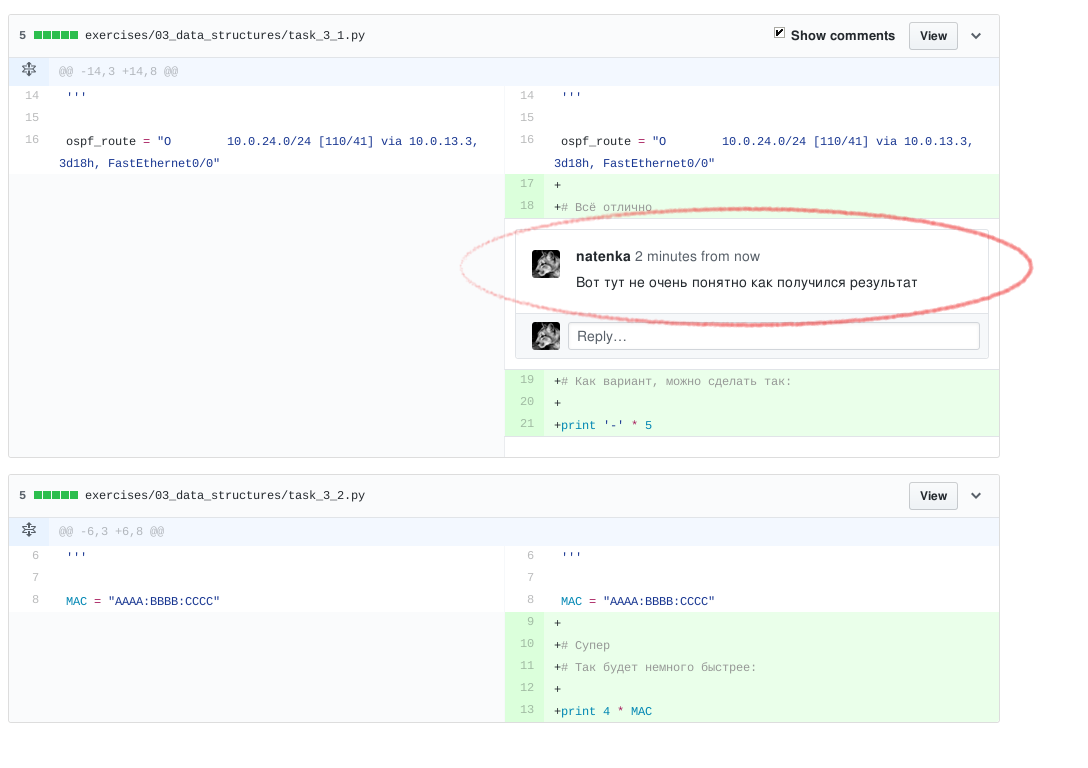 5 exercises/03_data_structures/task_3_1.py Show comments View
@@ -14,3 +14,8 @@
14 ''' 14 '''
15 15
16 ospf_route = "O        10.0.24.0/24 [110/41] via 10.0.13.3, 16 ospf_route = "O        10.0.24.0/24 [110/41] via 10.0.13.3,
3d18h, FastEthernet0/0" 3d18h, FastEthernet0/0"
17 +
18 +# Всё отлично
natenka 2 minutes from now
Вот тут не очень понятно как получился результат
Reply...
19 +# Как вариант, можно сделать так:
20 +
21 +print '-' * 5
5 exercises/03_data_structures/task_3_2.py View
@@ -6,3 +6,8 @@
6 ''' 6 '''
7 7
8 MAC = "AAAA:BBBB:CCCC" 8 MAC = "AAAA:BBBB:CCCC"
9 +
10 +# Супер
11 +# Так будет немного быстрее:
12 +
13 +print 4 * MAC